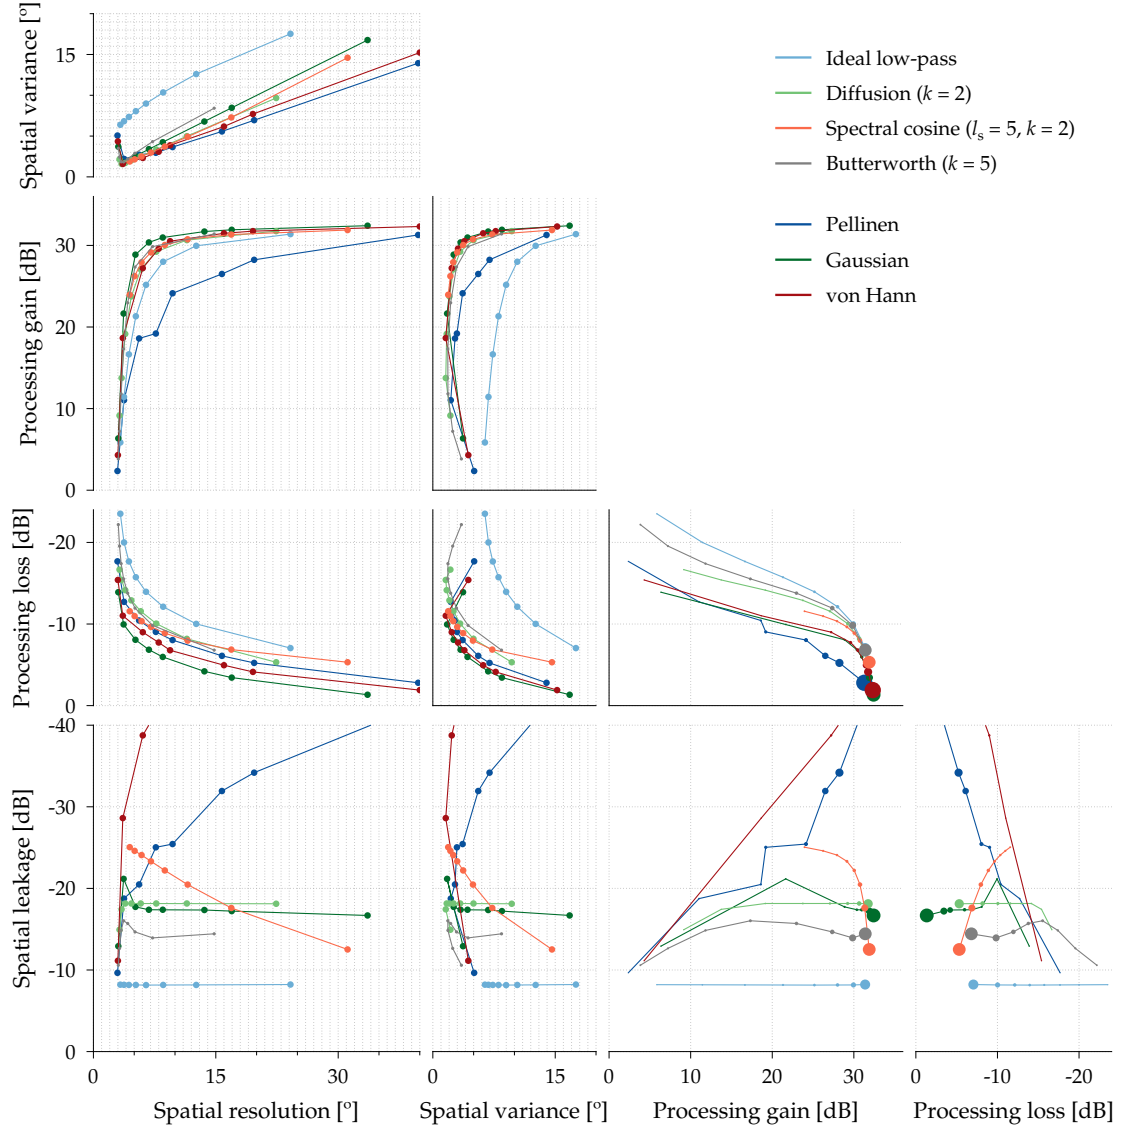 Spatial variance [°]
15
0
Ideal low-pass
Diffusion (k = 2)
Spectral cosine (ls = 5, k = 2)
Butterworth (k = 5)
Pellinen
Gaussian
von Hann
Processing gain [dB]
30
20
10
0
Processing loss [dB]
-20
-10
0
Spatial leakage [dB]
-40
-30
-20
-10
0
0 15 30 0 15 0 10 20 30 0 -10 -20
Spatial resolution [°] Spatial variance [°] Processing gain [dB] Processing loss [dB]